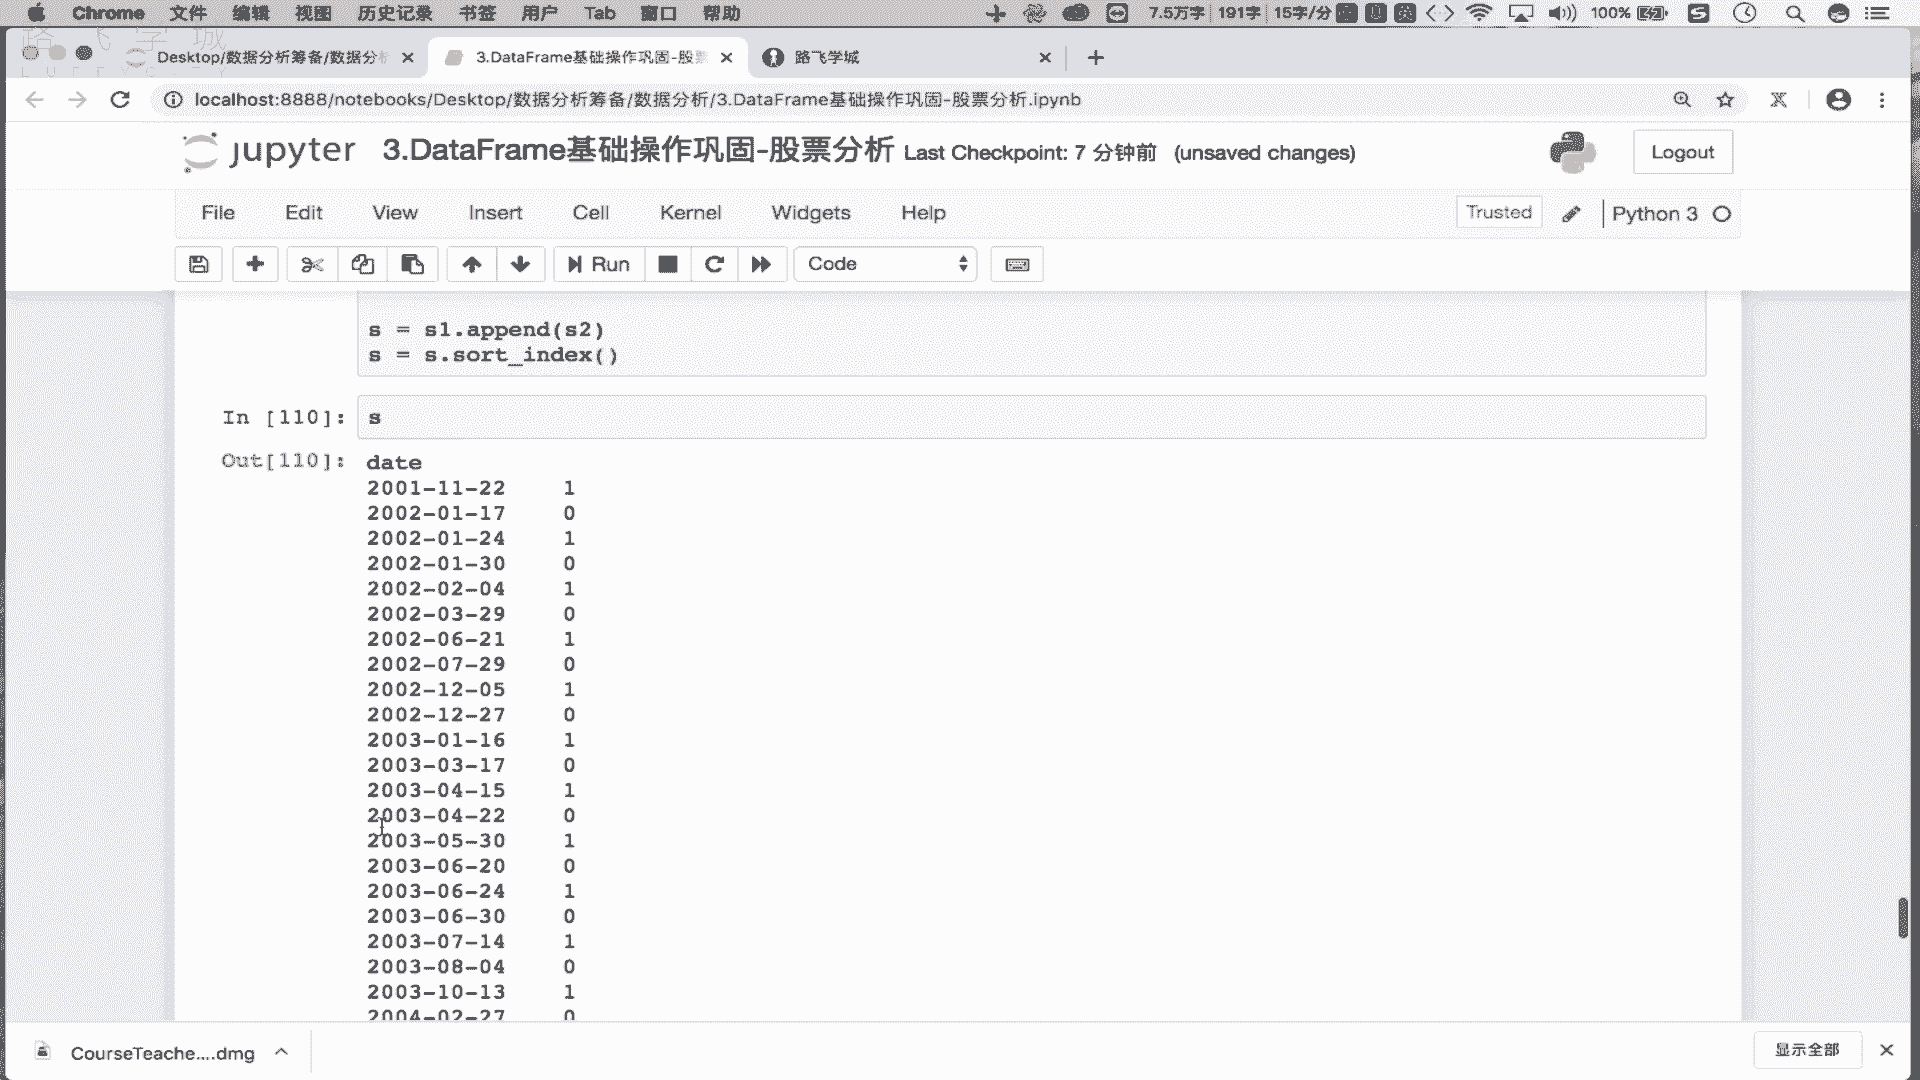 Chrome 文件 编辑 视图 历史记录 书签 用户 Tab 窗口 帮助 7.5万字 191字 15字/分 100%
路飞学城
Desktop/数据分析筹备/数据分析
3.DataFrame基础操作巩固-股票
路飞学城
localhost:8888/notebooks/Desktop/数据分析筹备/数据分析/3.DataFrame基础操作巩固-股票分析.ipynb
jupyter 3.DataFrame基础操作巩固-股票分析 Last Checkpoint: 7 分钟前 (unsaved changes)
Logout
File Edit View Insert Cell Kernel Widgets Help Trusted Python 3
Run Code
s = s1.append(s2)
s = s.sort_index()
In [110]: s
Out[110]: date
2001-11-22 1
2002-01-17 0
2002-01-24 1
2002-01-30 0
2002-02-04 1
2002-03-29 0
2002-06-21 1
2002-07-29 0
2002-12-05 1
2002-12-27 0
2003-01-16 1
2003-03-17 0
2003-04-15 1
2003-04-22 0
2003-05-30 1
2003-06-20 0
2003-06-24 1
2003-06-30 0
2003-07-14 1
2003-08-04 0
2003-10-13 1
2004-02-27 0
CourseTeache....dmg
显示全部